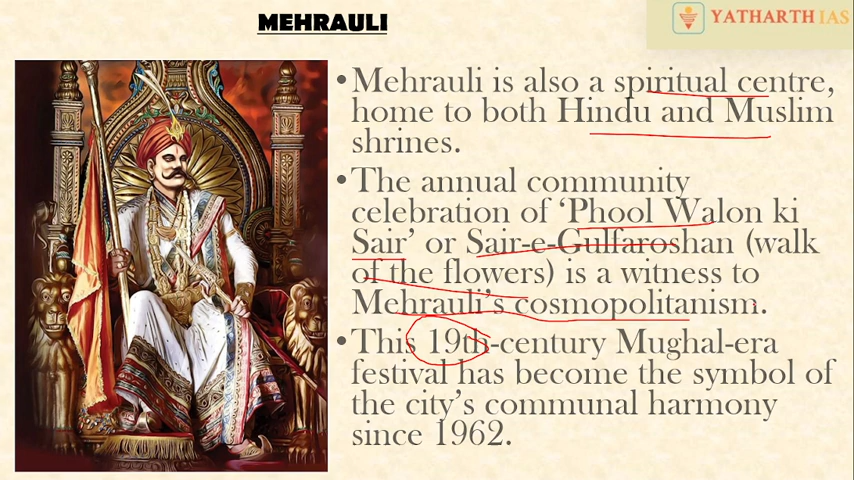 MEHRAULI
YATHARTH IAS
•Mehrauli is also a spiritual centre,
home to both Hindu and Muslim
shrines.
•The annual community
celebration of ‘Phool Walon ki
Sair’ or Sair-e-Gulfaroshan (walk
of the flowers) is a witness to
Mehrauli’s cosmopolitanism.
•This 19th-century Mughal-era
festival has become the symbol of
the city’s communal harmony
since 1962.